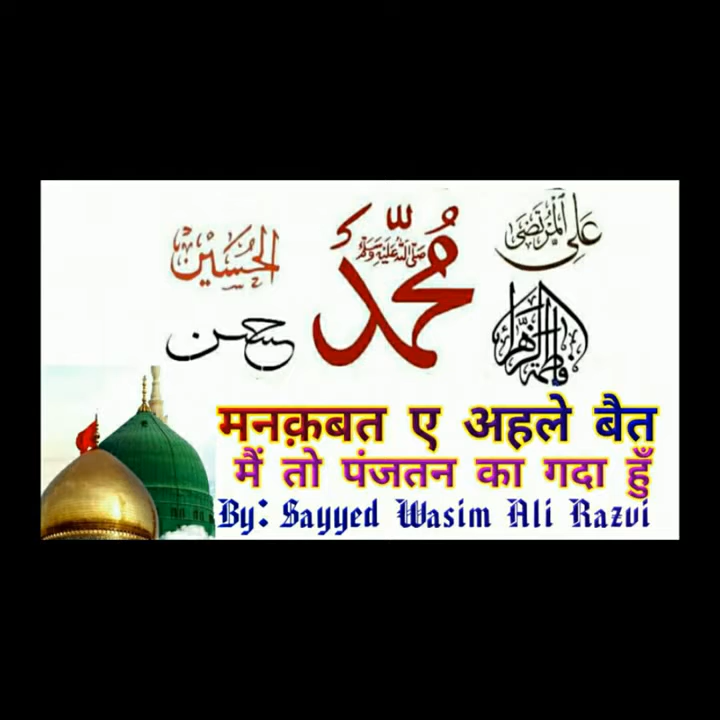 علي المرتضى
الحسين
محمد
صلى الله عليه وسلم
حسن
فاطمة الزهراء
मनक़बत ए अहले बैत
मैं तो पंजतन का गदा हुँ
By: Sayyed Wasim Ali Razvi